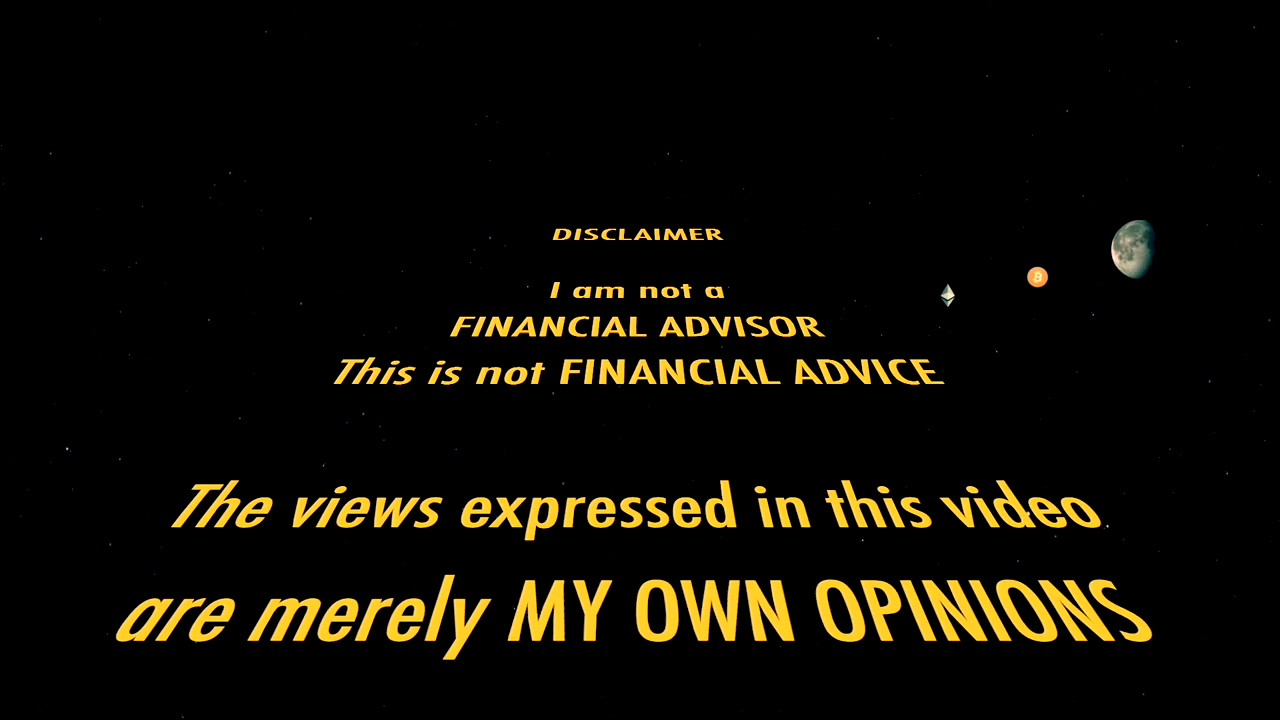 DISCLAIMER
I am not a
FINANCIAL ADVISOR
This is not FINANCIAL ADVICE
The views expressed in this video
are merely MY OWN OPINIONS